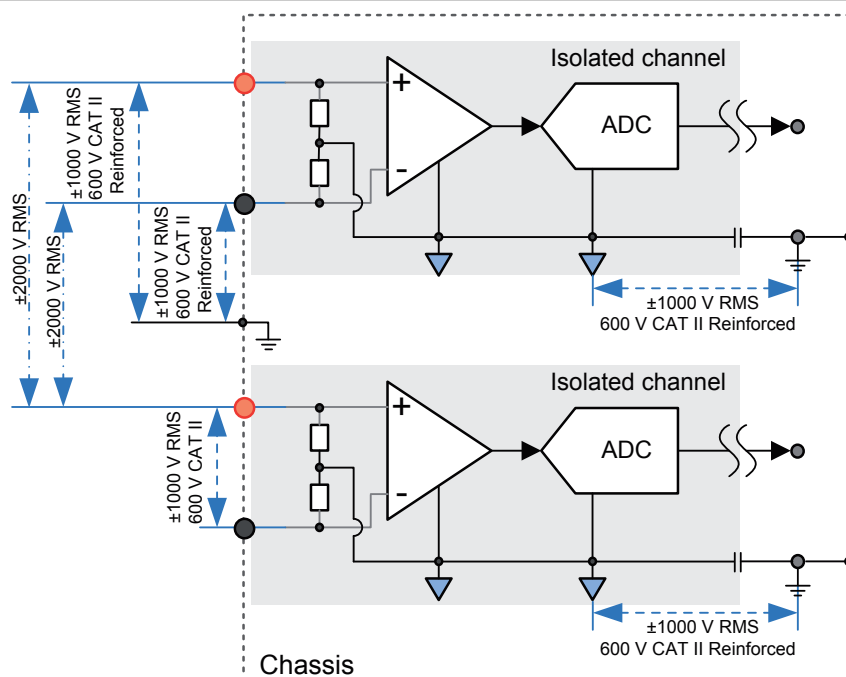 Isolated channel
+
-
ADC
±1000 V RMS
600 V CAT II
Reinforced
±1000 V RMS
600 V CAT II
Reinforced
±2000 V RMS
±2000 V RMS
±1000 V RMS
600 V CAT II Reinforced
Isolated channel
+
-
ADC
±1000 V RMS
600 V CAT II
±1000 V RMS
600 V CAT II Reinforced
Chassis